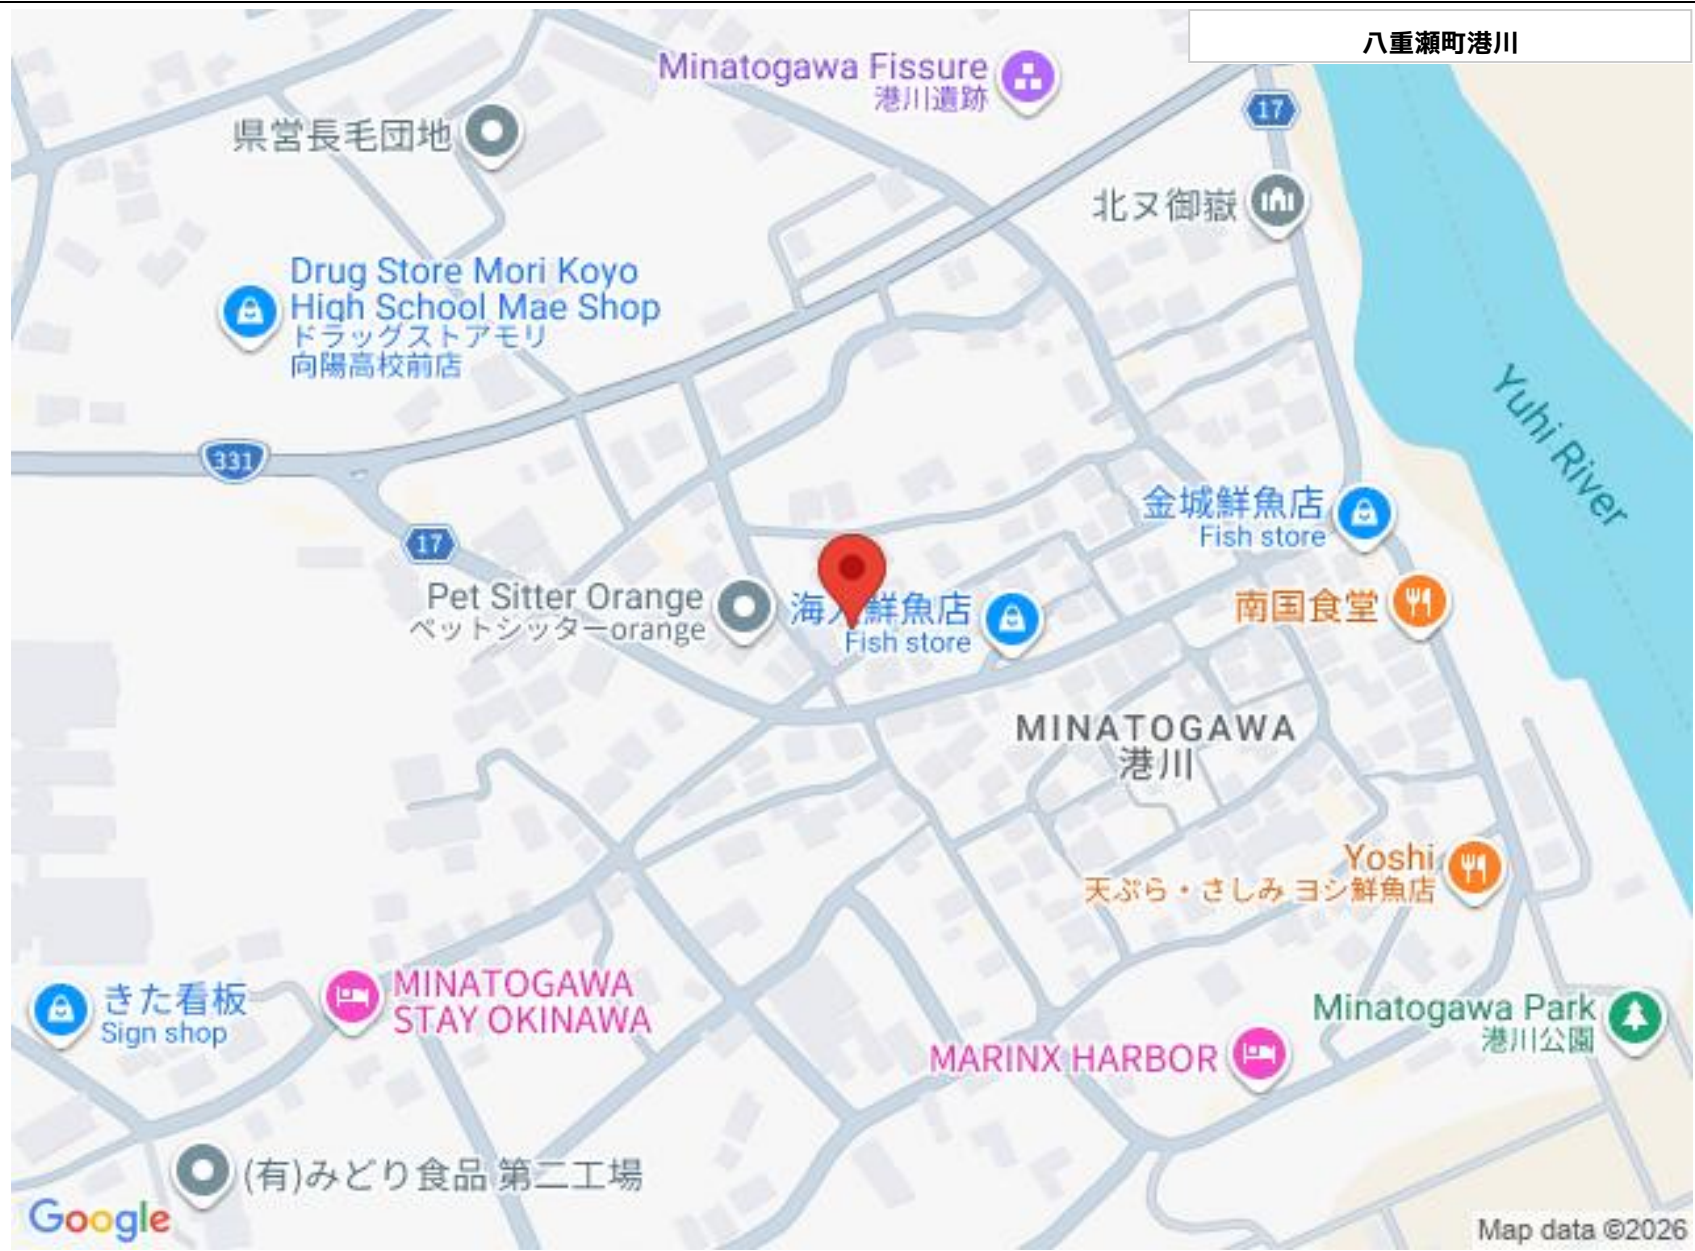 八重瀬町港川
Minatogawa Fissure
港川遺跡
17
県営長毛団地
北ヌ御嶽
Drug Store Mori Koyo
High School Mae Shop
ドラッグストアモリ
向陽高校前店
331
Yuhi River
17
金城鮮魚店
Fish store
Pet Sitter Orange
ペットシッターorange
海人鮮魚店
Fish store
南国食堂
MINATOGAWA
港川
Yoshi
天ぷら・さしみ ヨシ鮮魚店
きた看板
Sign shop
MINATOGAWA
STAY OKINAWA
Minatogawa Park
港川公園
MARINX HARBOR
(有)みどり食品 第二工場
Google
Map data ©2026